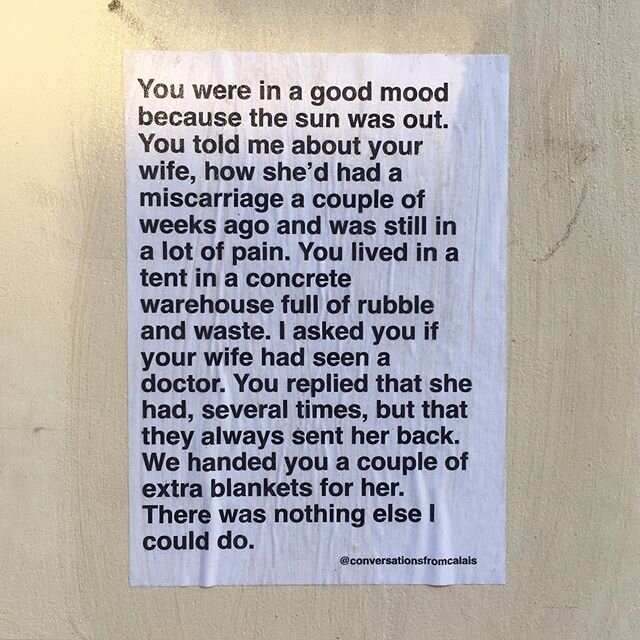 You were in a good mood
because the sun was out.
You told me about your
wife, how she'd had a
miscarriage a couple of
weeks ago and was still in
a lot of pain. You lived in a
tent in a concrete
warehouse full of rubble
and waste. I asked you if
your wife had seen a
doctor. You replied that she
had, several times, but that
they always sent her back.
We handed you a couple of
extra blankets for her.
There was nothing else I
could do.
@conversationsfromcalais